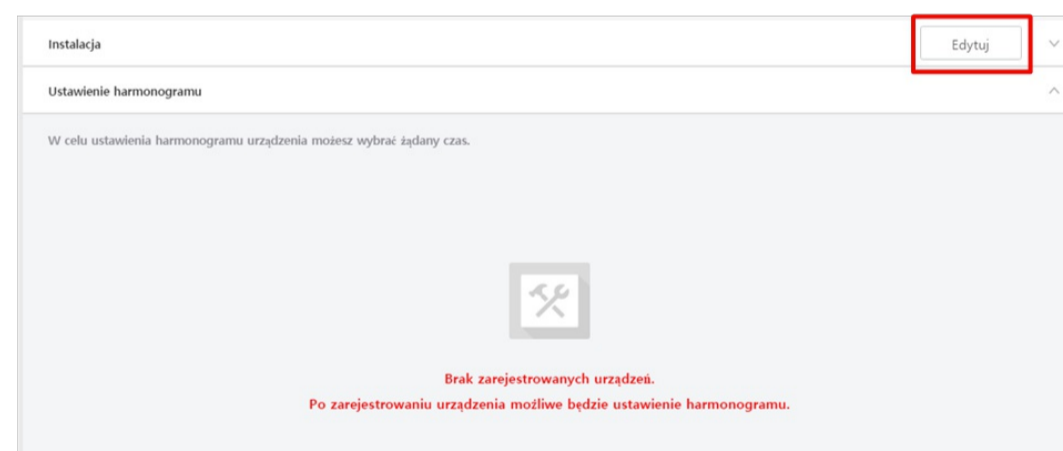 Instalacja
Edytuj
Ustawienie harmonogramu
W celu ustawienia harmonogramu urządzenia możesz wybrać żądany czas.
Brak zarejestrowanych urządzeń.
Po zarejestrowaniu urządzenia możliwe będzie ustawienie harmonogramu.